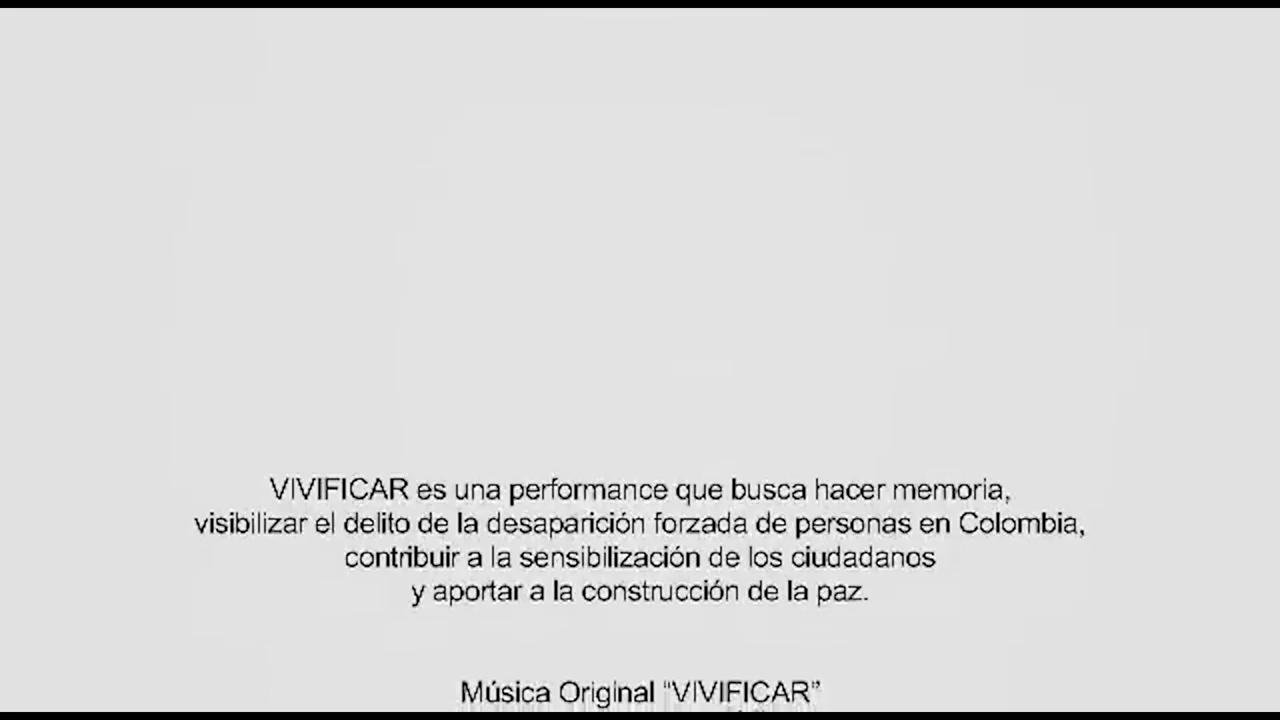 VIVIFICAR es una performance que busca hacer memoria,
visibilizar el delito de la desaparición forzada de personas en Colombia,
contribuir a la sensibilización de los ciudadanos
y aportar a la construcción de la paz.
Música Original “VIVIFICAR”